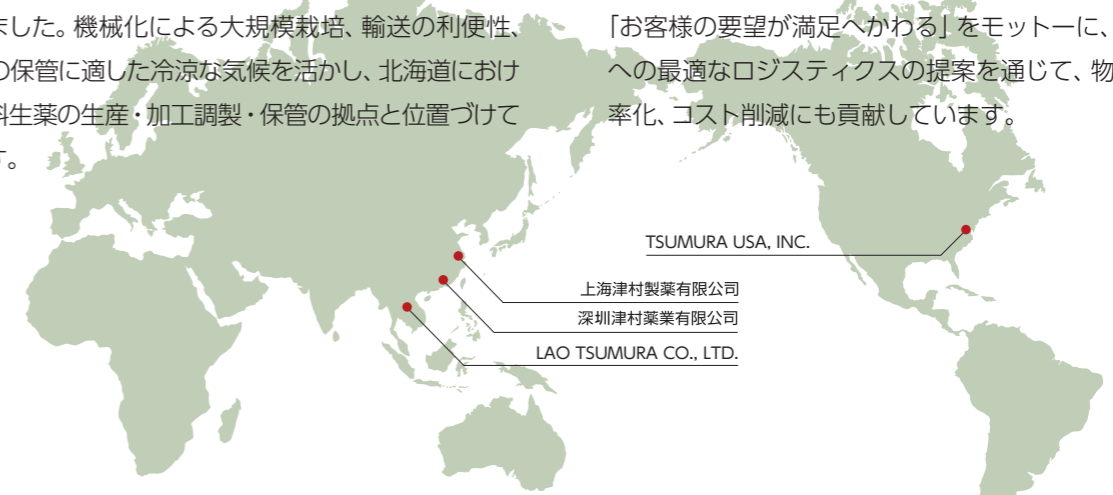 ました。機械化による大規模栽培、輸送の利便性、
の保管に適した冷涼な気候を活かし、北海道におけ
料生薬の生産・加工調製・保管の拠点と位置づけて
す。
「お客様の要望が満足へかわる」をモットーに、
への最適なロジスティクスの提案を通じて、物
率化、コスト削減にも貢献しています。
TSUMURA USA, INC.
上海津村製薬有限公司
深圳津村薬業有限公司
LAO TSUMURA CO., LTD.